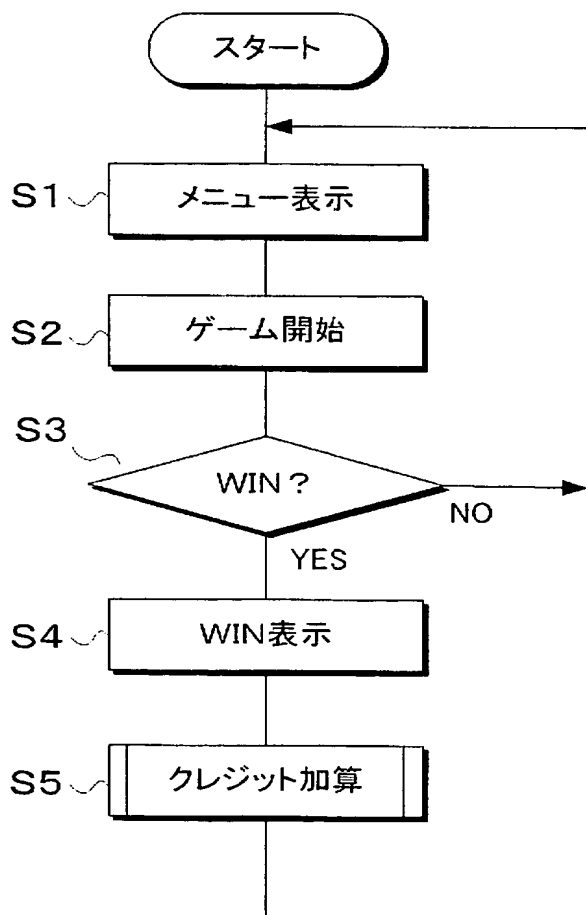 スタート
S1
メニュー表示
S2
ゲーム開始
S3
WIN?
NO
YES
S4
WIN表示
S5
クレジット加算